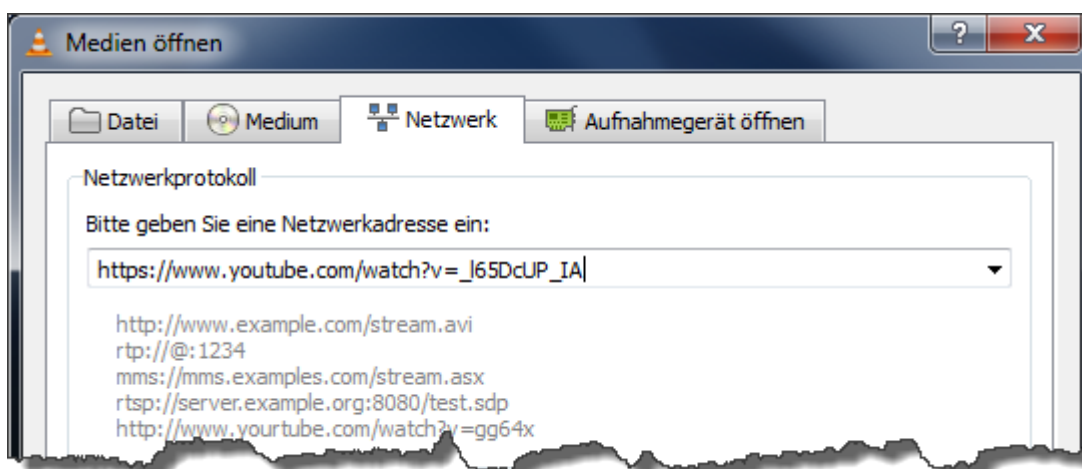 Medien öffnen
? X
Datei Medium Netzwerk Aufnahmegerät öffnen
Netzwerkprotokoll
Bitte geben Sie eine Netzwerkadresse ein:
https://www.youtube.com/watch?v=_l65DcUP_IA
http://www.example.com/stream.avi
rtp://@:1234
mms://mms.examples.com/stream.asx
rtsp://server.example.org:8080/test.sdp
http://www.yourtube.com/watch?v=gg64x